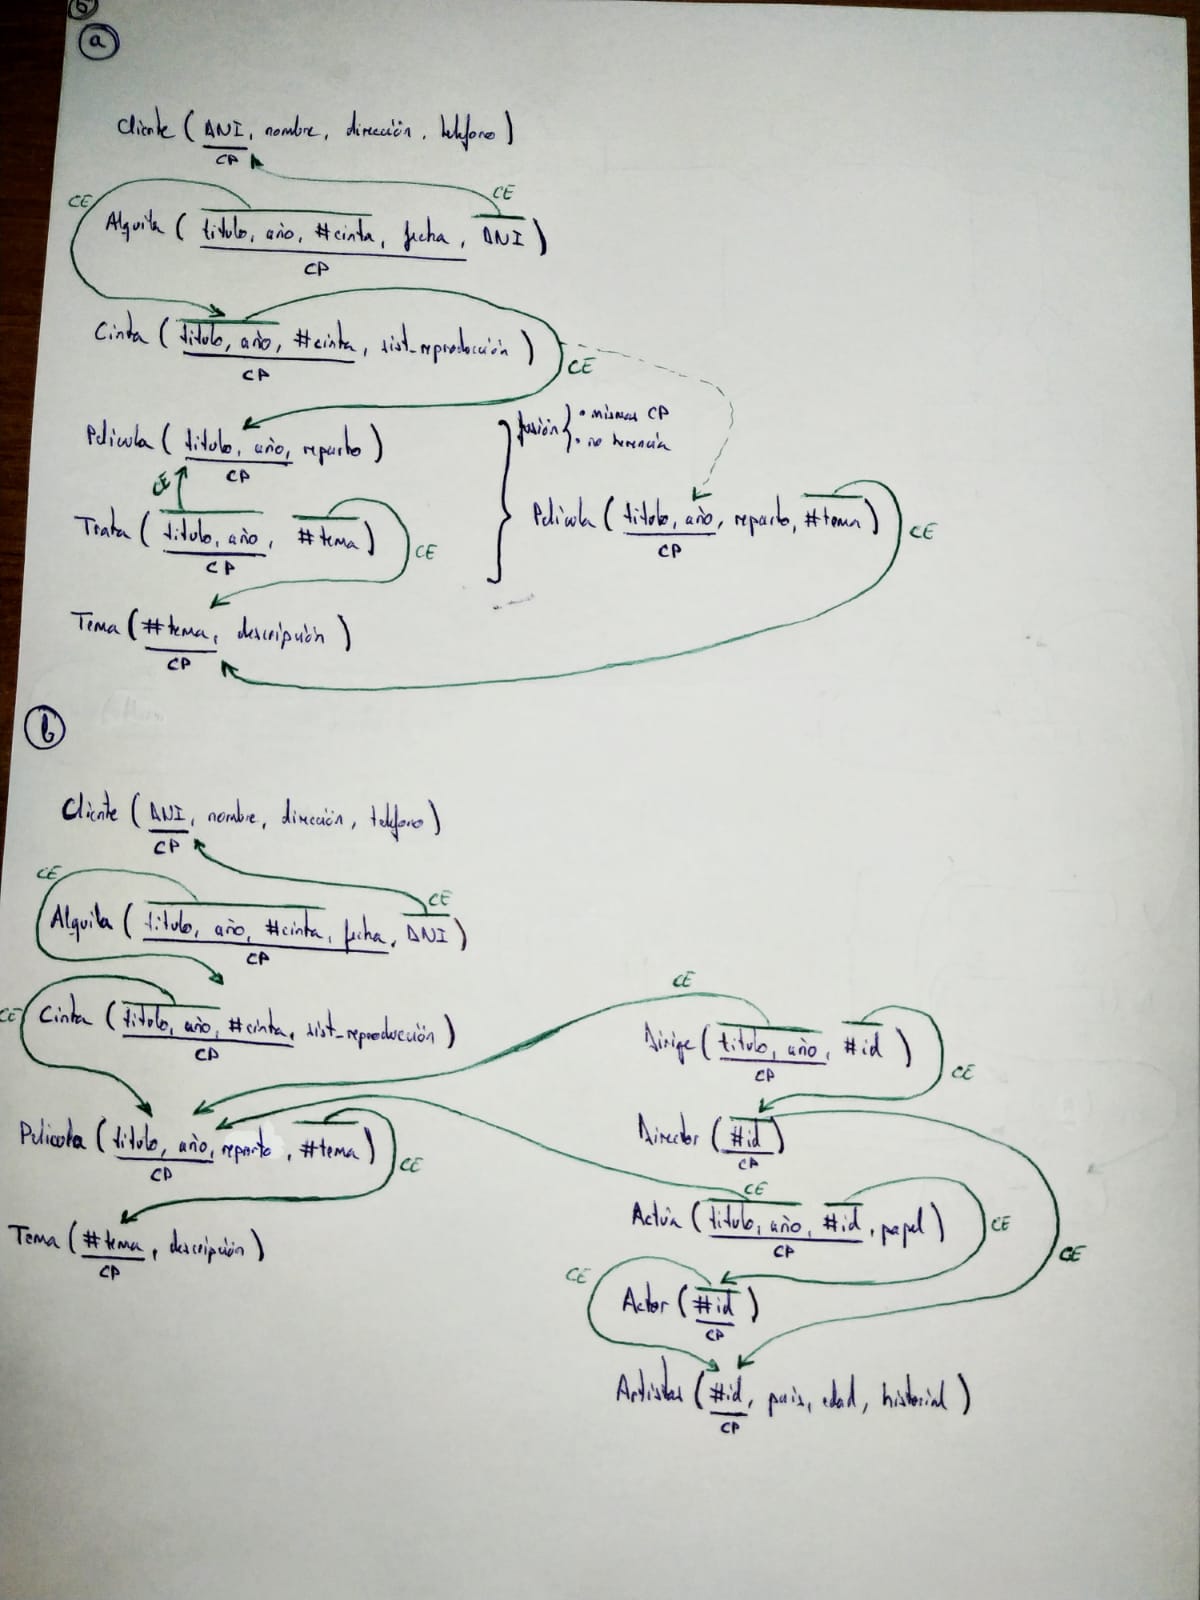 5
a
Cliente (DNI, nombre, dirección, teléfono)
CP
CE
CE
Alquila (título, año, #cinta, fecha, DNI)
CP
Cinta (título, año, #cinta, sist_reproducción)
CP
CE
Película (título, año, reparto)
CP
fusión { • mismas CP
• no herencia
CE
Trata (título, año, #tema)
CP
CE
Película (título, año, reparto, #tema)
CP
CE
Tema (#tema, descripción)
CP
b
Cliente (DNI, nombre, dirección, teléfono)
CP
CE
CE
Alquila (título, año, #cinta, fecha, DNI)
CP
CE
Cinta (título, año, #cinta, sist_reproducción)
CP
CE
Dirige (título, año, #id)
CP
CE
Película (título, año, reparto, #tema)
CP
CE
Director (#id)
CP
CE
Tema (#tema, descripción)
CP
CE
Actúa (título, año, #id, papel)
CP
CE
CE
Actor (#id)
CP
Artistas (#id, país, edad, historial)
CP